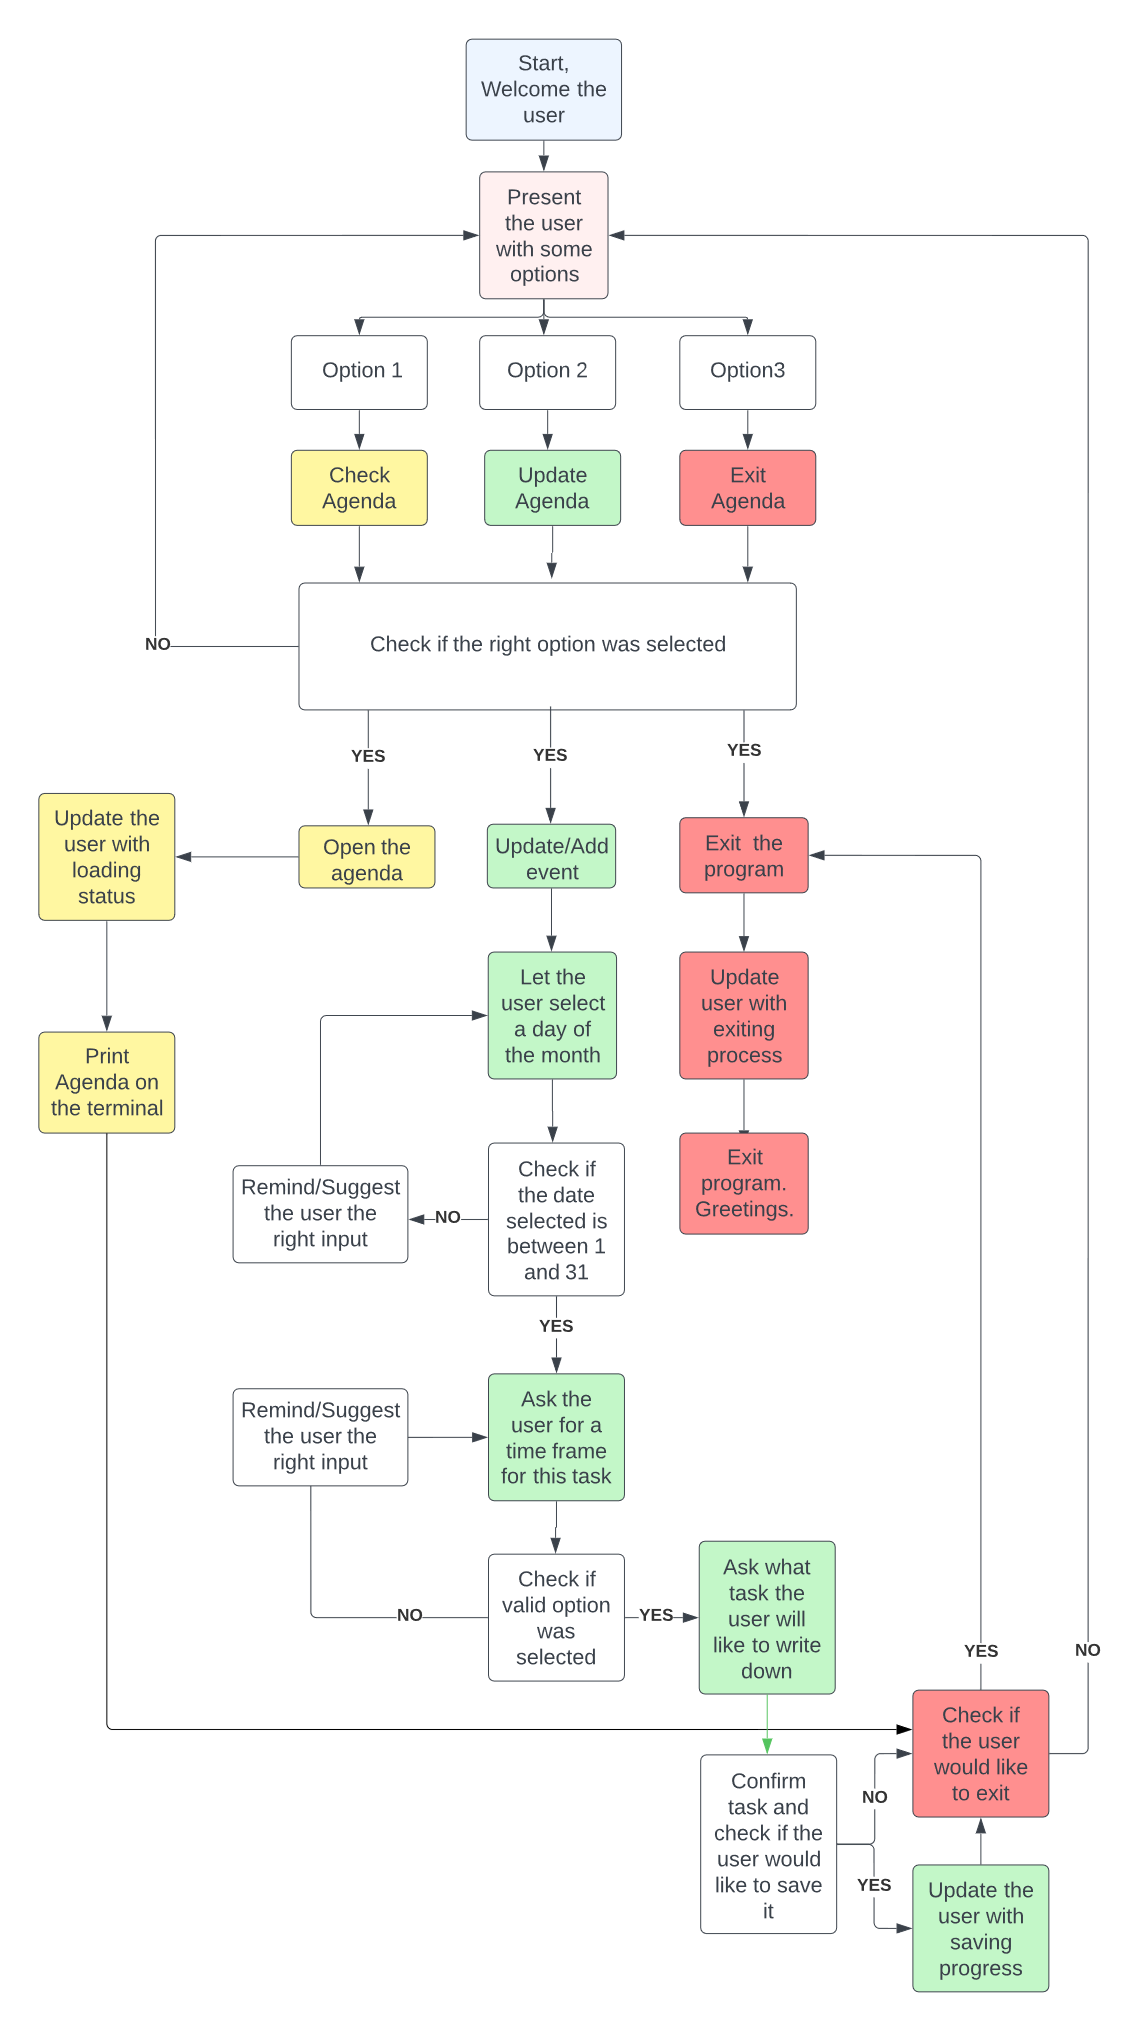 Start,
Welcome the
user
Present
the user
with some
options
Option 1
Option 2
Option3
Check
Agenda
Update
Agenda
Exit
Agenda
Check if the right option was selected
NO
YES
YES
YES
Update the
user with
loading
status
Open the
agenda
Update/Add
event
Exit  the
program
Let the
user select
a day of
the month
Update
user with
exiting
process
Print
Agenda on
the terminal
Exit
program.
Greetings.
Check if
the date
selected is
between 1
and 31
NO
Remind/Suggest
the user the
right input
YES
Ask the
user for a
time frame
for this task
Remind/Suggest
the user the
right input
Check if
valid option
was
selected
NO
YES
Ask what
task the
user will
like to write
down
YES
NO
Check if
the user
would like
to exit
Confirm
task and
check if the
user would
like to save
it
NO
YES
Update the
user with
saving
progress